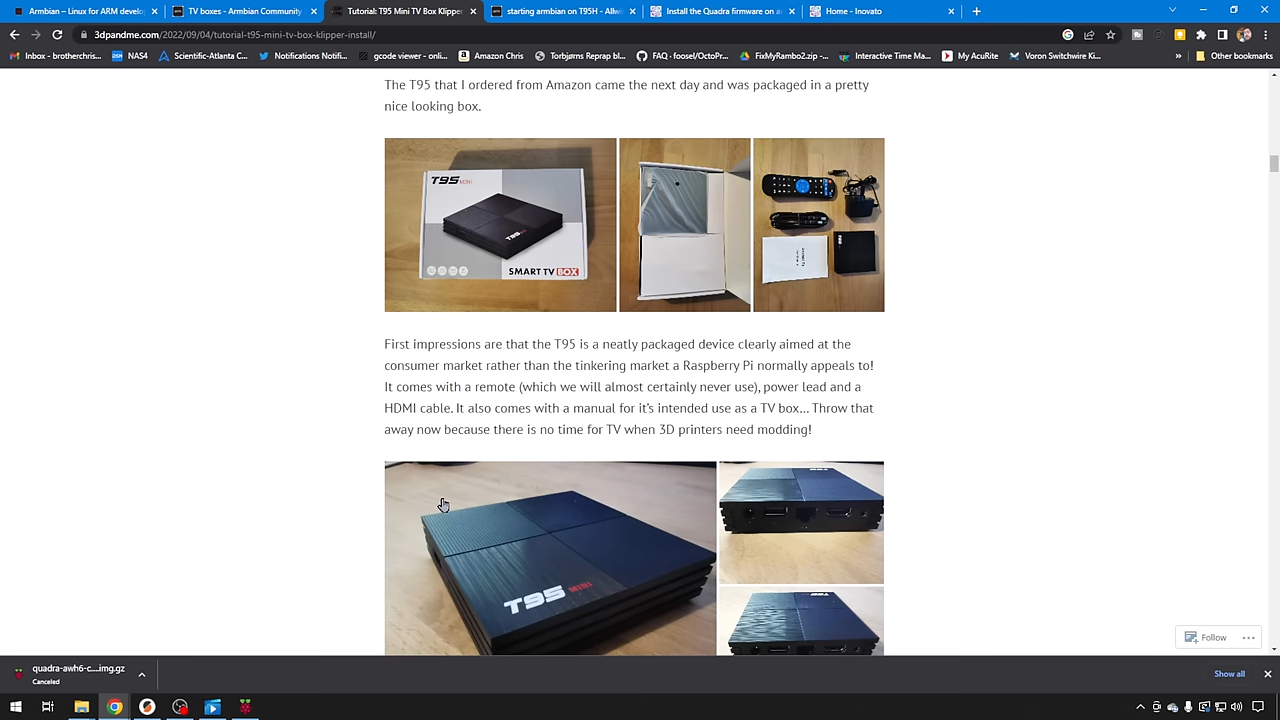 Armbian – Linux for ARM develo
TV boxes - Armbian Community
Tutorial: T95 Mini TV Box Klipper
starting armbian on T95H - Allw
Install the Quadra firmware on a
Home - Inovato
3dpandme.com/2022/09/04/tutorial-t95-mini-tv-box-klipper-install/
Inbox - brotherchris...
NAS4
Scientific-Atlanta C...
Notifications Notifi...
gcode viewer - onli...
Amazon Chris
Torbjørns Reprap bl...
FAQ · foosel/OctoPr...
FixMyRambo2.zip -...
Interactive Time Ma...
My AcuRite
Voron Switchwire Ki...
»
Other bookmarks
The T95 that I ordered from Amazon came the next day and was packaged in a pretty
nice looking box.
T95 MINI
T95
SMART TV BOX
First impressions are that the T95 is a neatly packaged device clearly aimed at the
consumer market rather than the tinkering market a Raspberry Pi normally appeals to!
It comes with a remote (which we will almost certainly never use), power lead and a
HDMI cable. It also comes with a manual for it's intended use as a TV box... Throw that
away now because there is no time for TV when 3D printers need modding!
T95 MINI
Follow
quadra-awh6-c....img.gz
Canceled
Show all